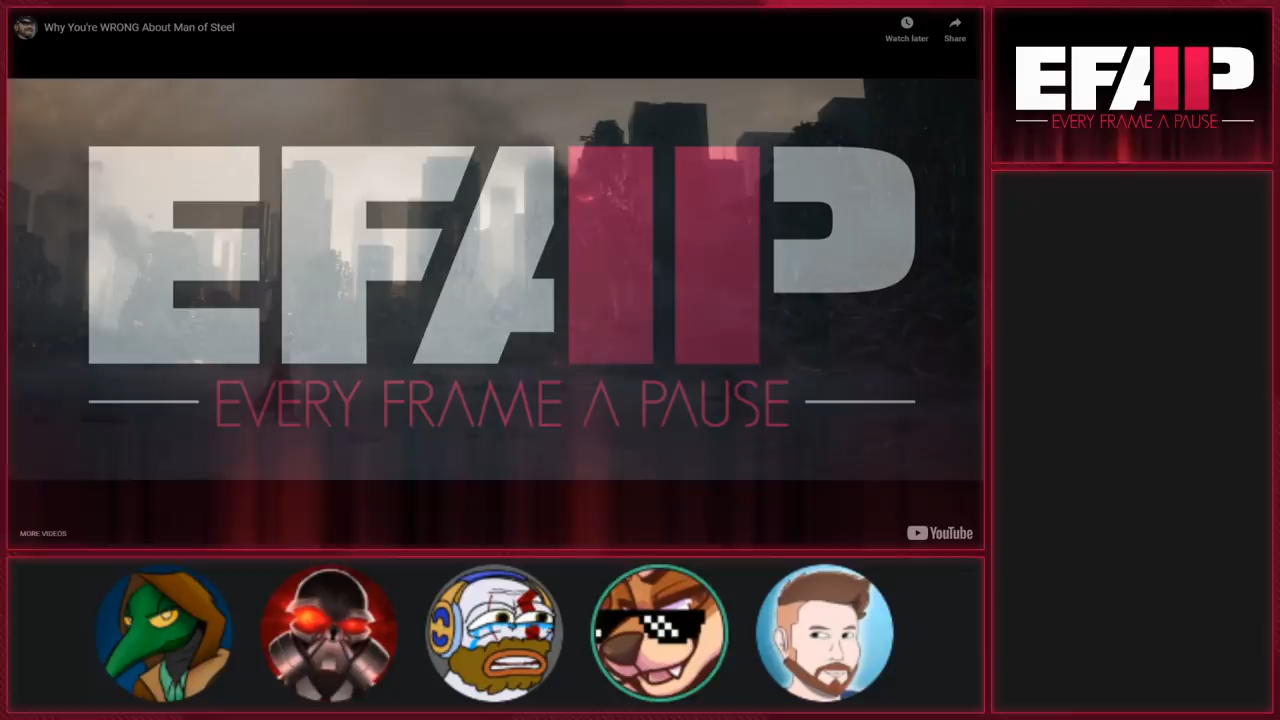 Why You're WRONG About Man of Steel
Watch later
Share
EFAP
EVERY FRAME A PAUSE
MORE VIDEOS
YouTube
EFAP
EVERY FRAME A PAUSE